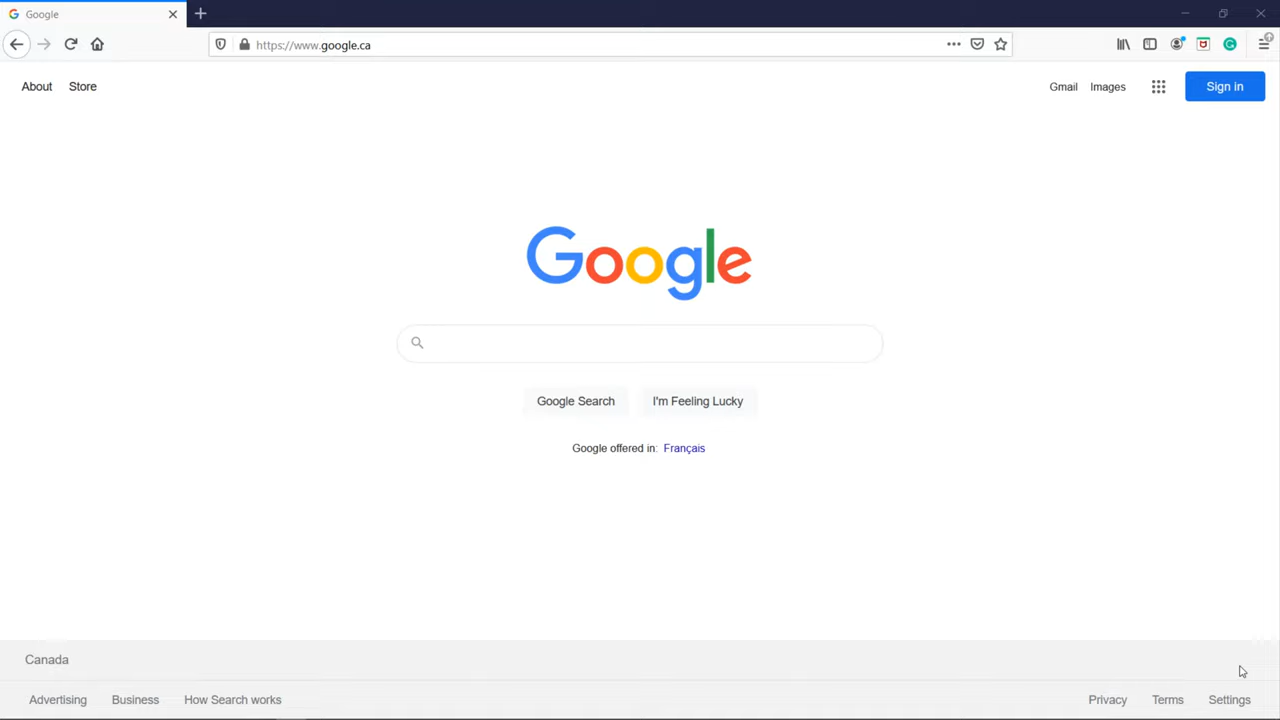 Google
https://www.google.ca
About Store
Gmail Images Sign in
Google
Google Search I'm Feeling Lucky
Google offered in: Français
Canada
Advertising Business How Search works
Privacy Terms Settings